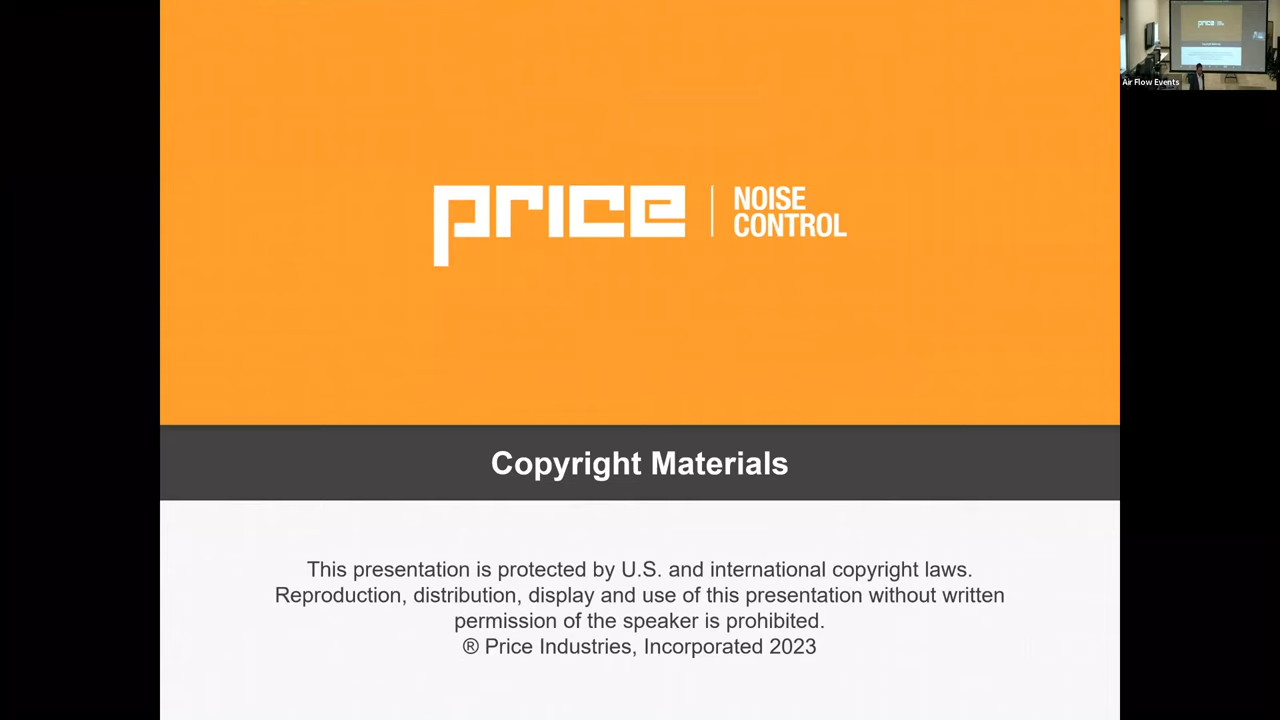 price
NOISE
CONTROL
Air Flow Events
Copyright Materials
This presentation is protected by U.S. and international copyright laws.
Reproduction, distribution, display and use of this presentation without written
permission of the speaker is prohibited.
® Price Industries, Incorporated 2023